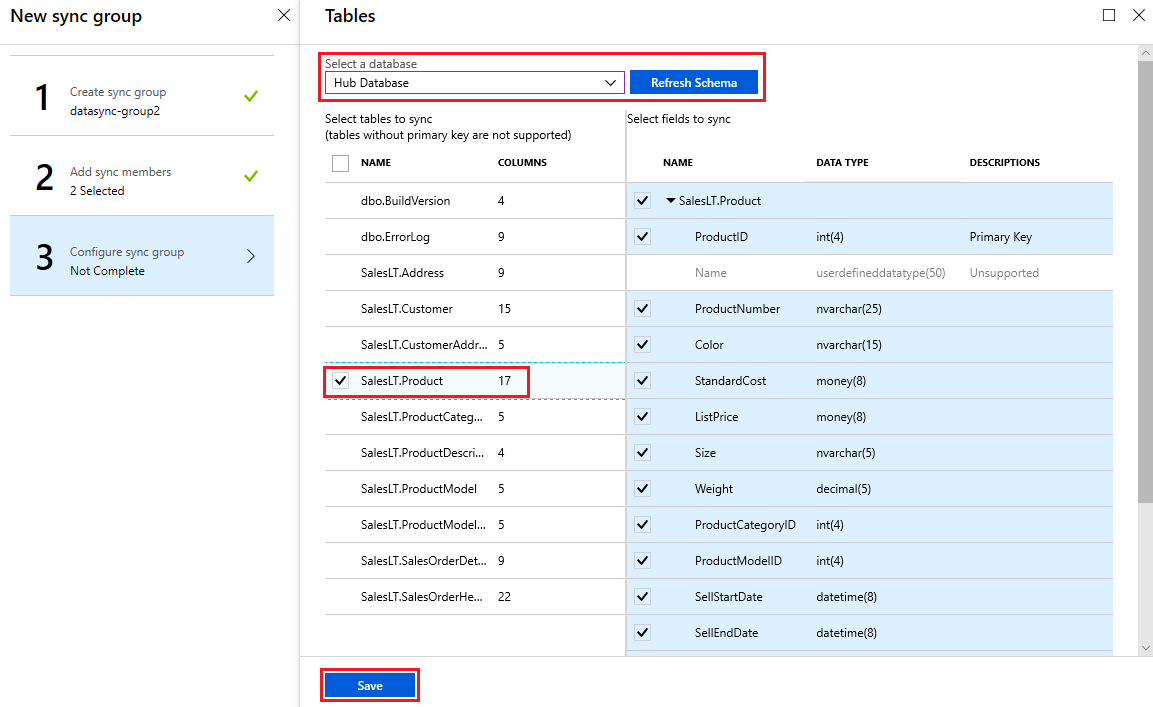 New sync group
1
Create sync group
datasync-group2
2
Add sync members
2 Selected
3
Configure sync group
Not Complete
Tables
Select a database
Hub Database
Refresh Schema
Select tables to sync
(tables without primary key are not supported)
NAME COLUMNS
dbo.BuildVersion 4
dbo.ErrorLog 9
SalesLT.Address 9
SalesLT.Customer 15
SalesLT.CustomerAddr... 5
SalesLT.Product 17
SalesLT.ProductCateg... 5
SalesLT.ProductDescri... 4
SalesLT.ProductModel 5
SalesLT.ProductModel... 5
SalesLT.SalesOrderDet... 9
SalesLT.SalesOrderHe... 22
Select fields to sync
NAME DATA TYPE DESCRIPTIONS
SalesLT.Product
ProductID int(4) Primary Key
Name userdefineddatatype(50) Unsupported
ProductNumber nvarchar(25)
Color nvarchar(15)
StandardCost money(8)
ListPrice money(8)
Size nvarchar(5)
Weight decimal(5)
ProductCategoryID int(4)
ProductModelID int(4)
SellStartDate datetime(8)
SellEndDate datetime(8)
Save